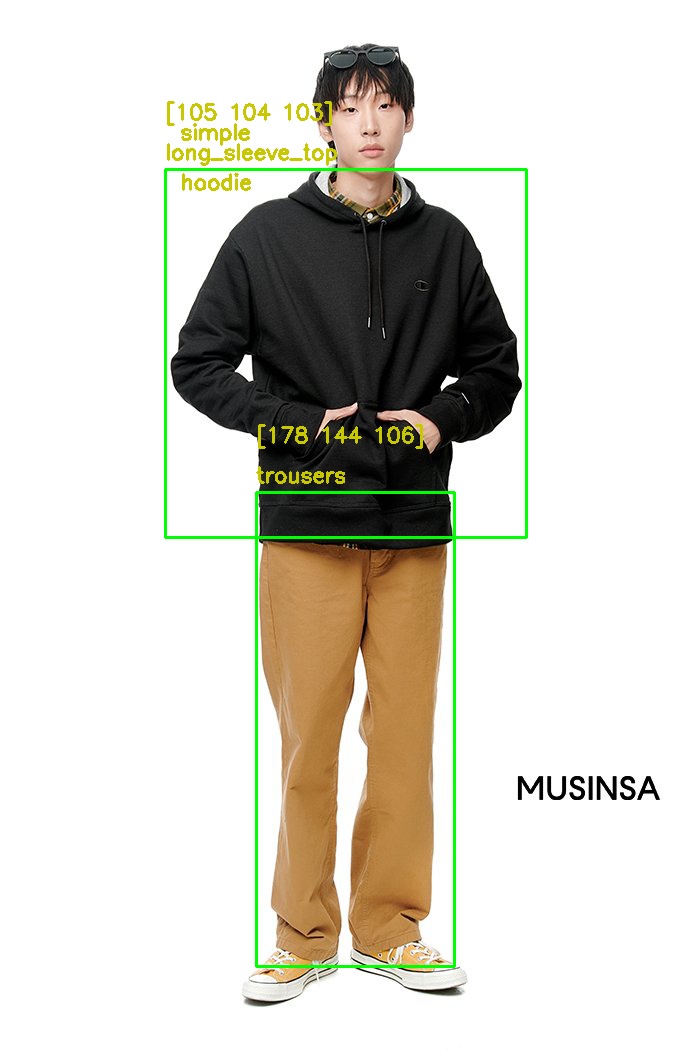 [105 104 103]
simple
long_sleeve_top
hoodie
[178 144 106]
trousers
MUSINSA